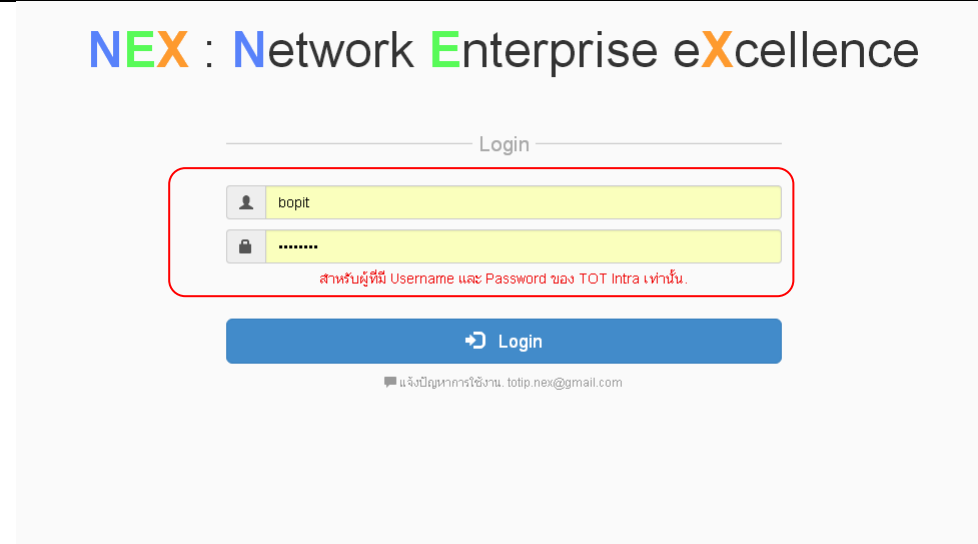 NEX : Network Enterprise eXcellence
Login
bopit
••••••••
สำหรับผู้ที่มี Username และ Password ของ TOT Intra เท่านั้น.
Login
แจ้งปัญหาการใช้งาน. totip.nex@gmail.com